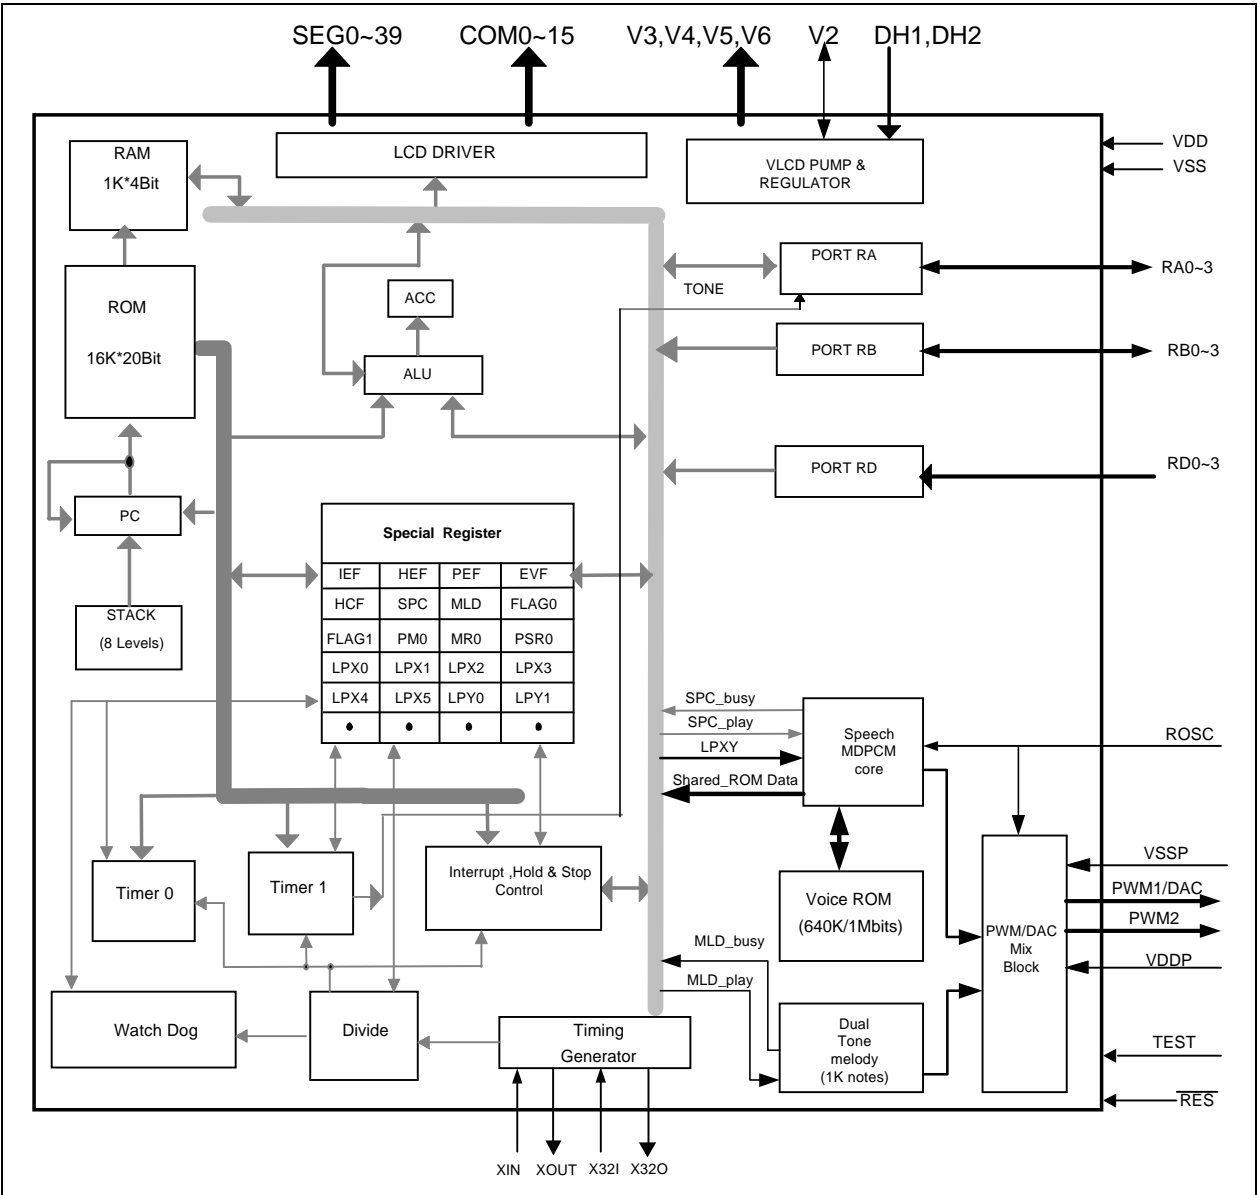 SEG0~39 COM0~15 V3,V4,V5,V6 V2 DH1,DH2
RAM
1K*4Bit
LCD DRIVER
VLCD PUMP &
REGULATOR
VDD
VSS
ROM
16K*20Bit
ACC
ALU
TONE
PORT RA
RA0~3
PORT RB
RB0~3
PORT RD
RD0~3
PC
STACK
(8 Levels)
Special Register
IEF HEF PEF EVF
HCF SPC MLD FLAG0
FLAG1 PM0 MR0 PSR0
LPX0 LPX1 LPX2 LPX3
LPX4 LPX5 LPY0 LPY1
SPC_busy
SPC_play
LPXY
Shared_ROM Data
Speech
MDPCM
core
ROSC
Timer 0
Timer 1
Interrupt ,Hold & Stop
Control
Voice ROM
(640K/1Mbits)
PWM/DAC
Mix
Block
VSSP
PWM1/DAC
PWM2
VDDP
MLD_busy
MLD_play
Watch Dog
Divide
Timing
Generator
Dual
Tone
melody
(1K notes)
TEST
RES
XIN XOUT X32I X32O